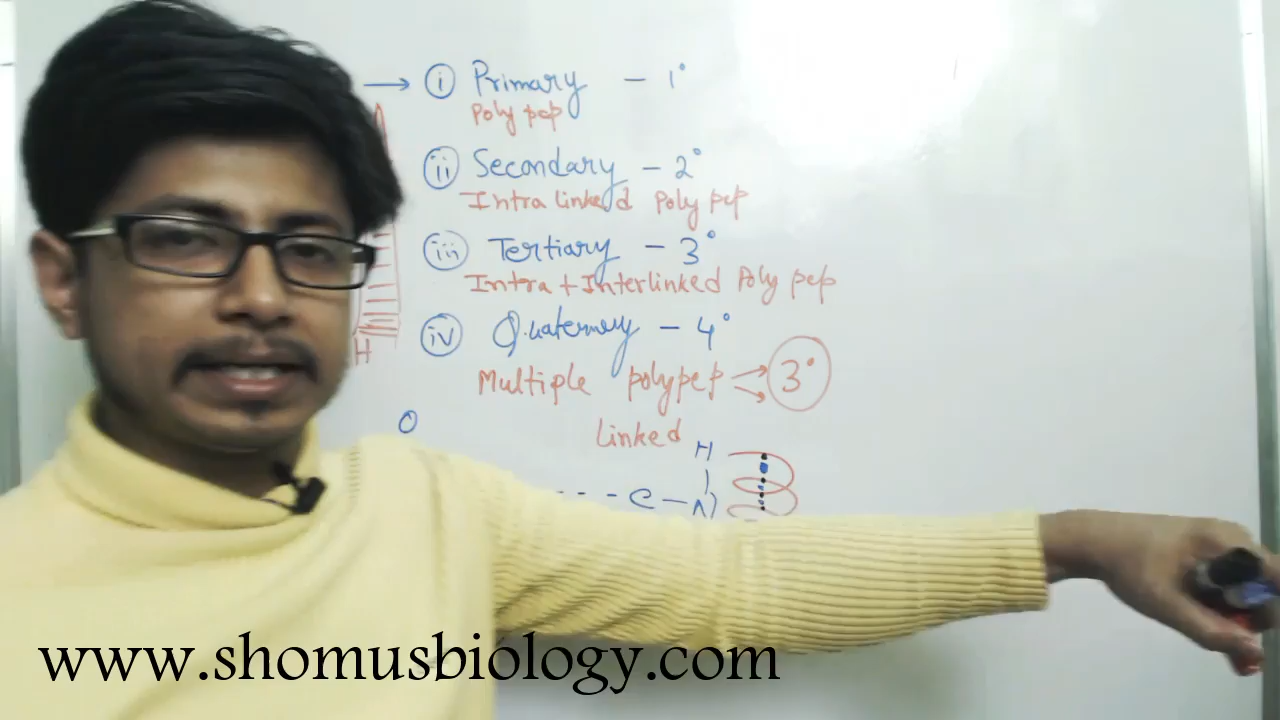 → (i) Primary – 1°
Poly pep
(ii) Secondary – 2°
Intra linked Poly pep
(iii) Tertiary – 3°
Intra + Interlinked Poly pep
(iv) Quaternery – 4°
Multiple polypep → 3°
Linked
H
O
H
C – N
www.shomusbiology.com